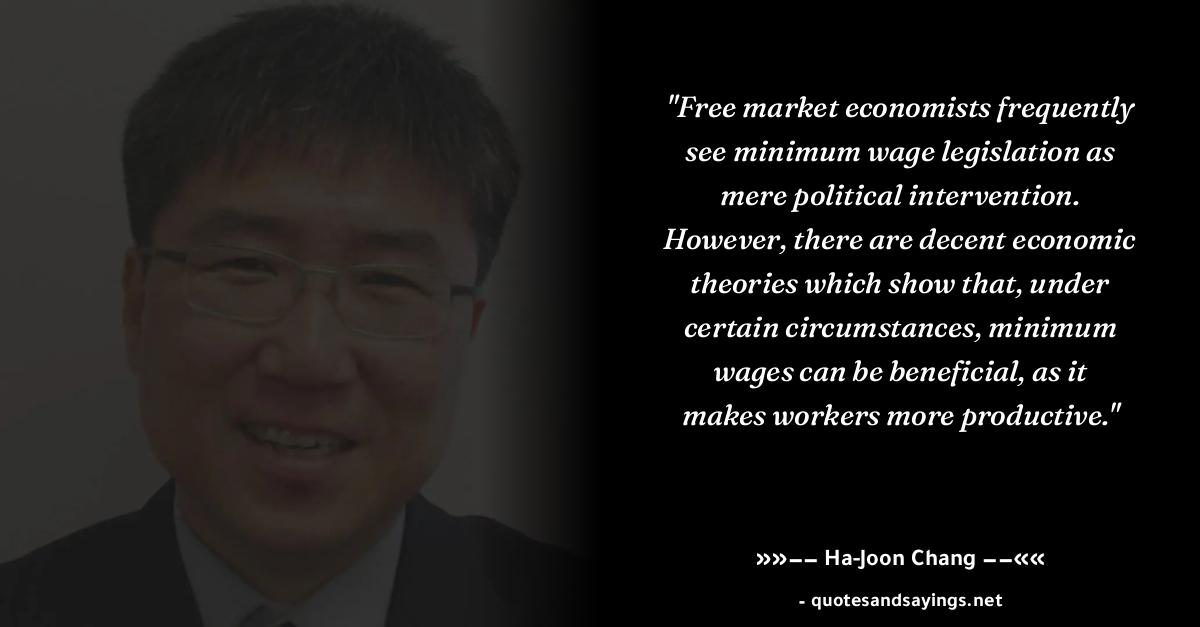 "Free market economists frequently
see minimum wage legislation as
mere political intervention.
However, there are decent economic
theories which show that, under
certain circumstances, minimum
wages can be beneficial, as it
makes workers more productive."
»»−− Ha-Joon Chang −−««
- quotesandsayings.net